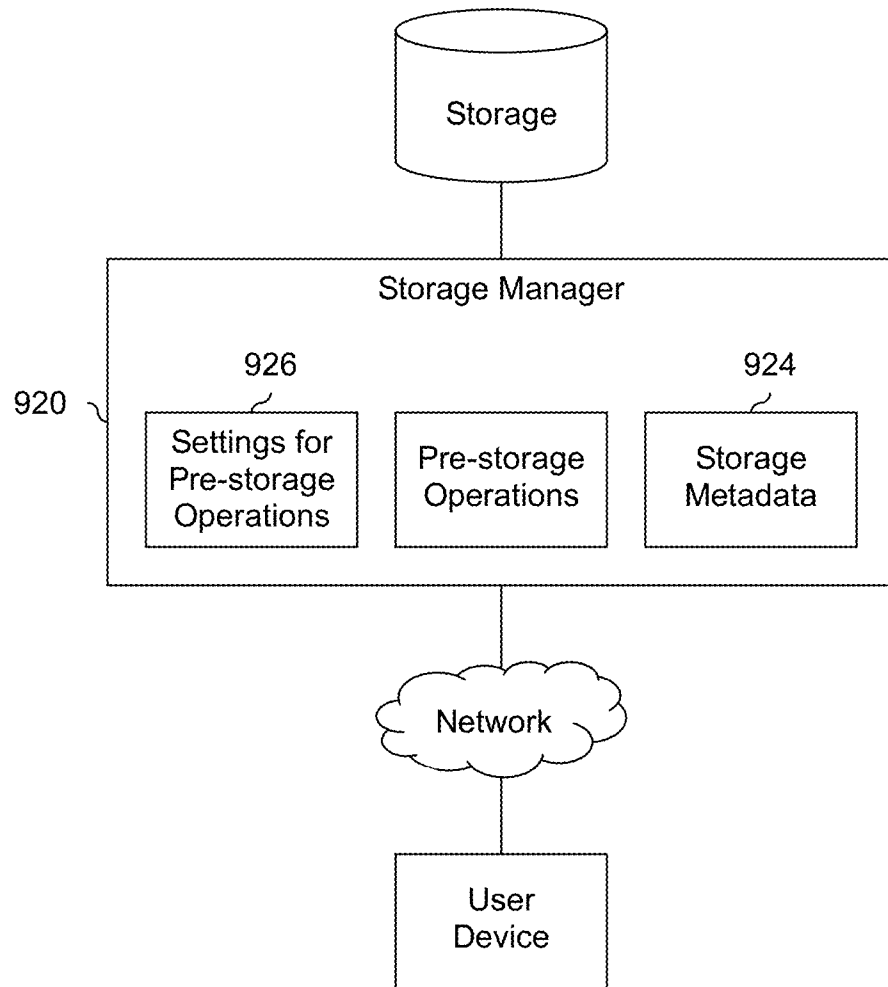 Storage
Storage Manager
926
924
920
Settings for
Pre-storage
Operations
Pre-storage
Operations
Storage
Metadata
Network
User
Device